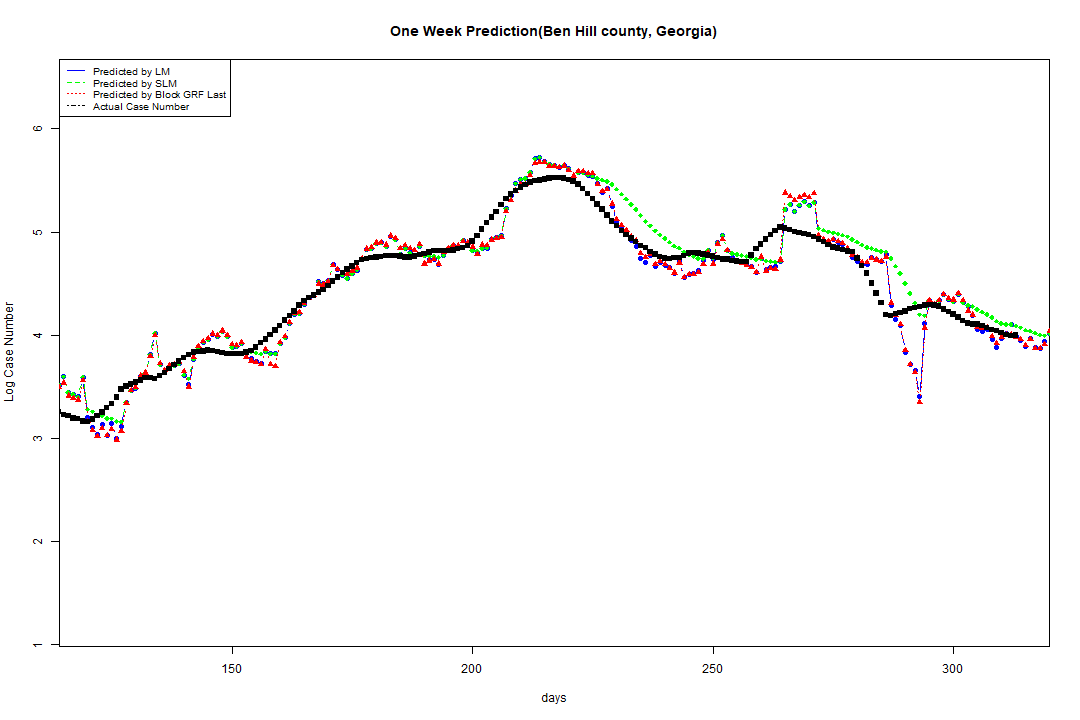 One Week Prediction(Ben Hill county, Georgia)
Predicted by LM
Predicted by SLM
Predicted by Block GRF Last
Actual Case Number
Log Case Number
6
5
4
3
2
1
150 200 250 300
days